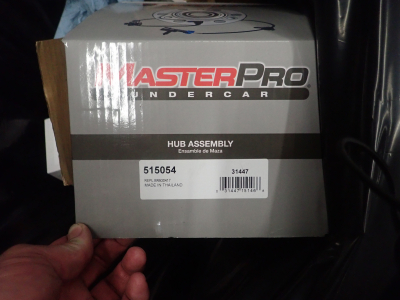 MASTERPRO
UNDERCAR
HUB ASSEMBLY
Ensamble de Maza
515054
31447
MADE IN THAILAND